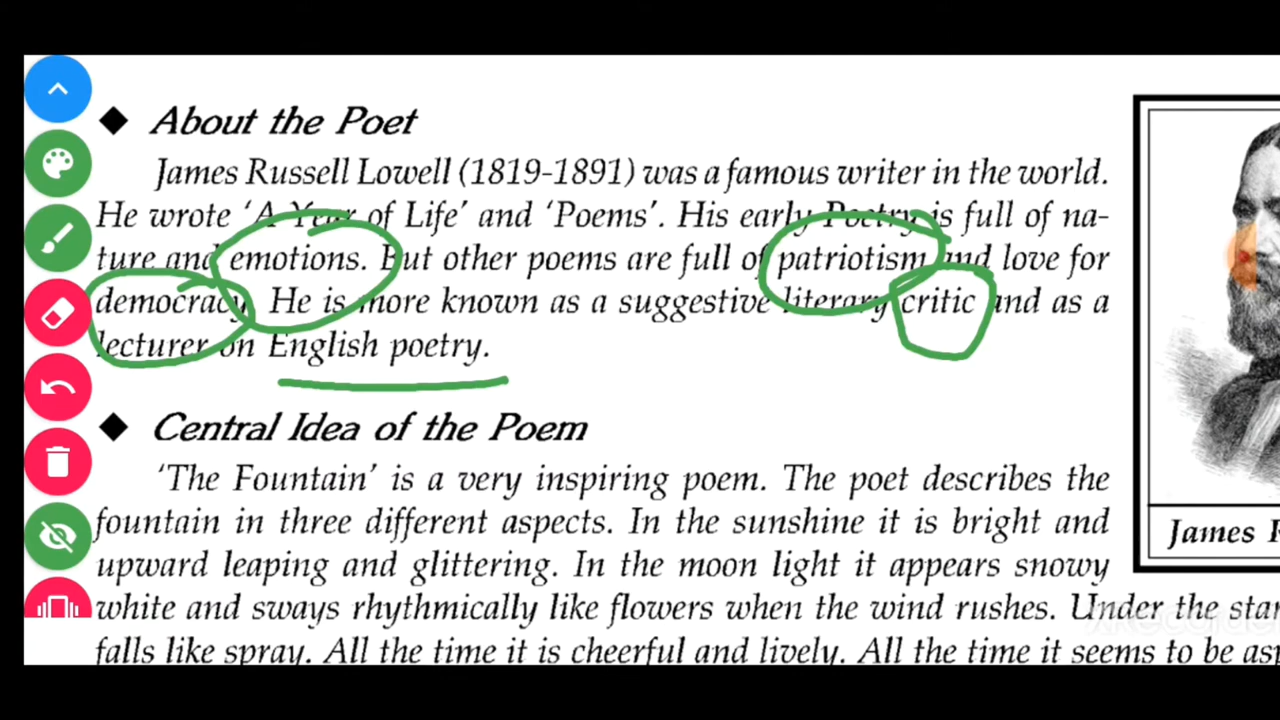 About the Poet
James Russell Lowell (1819-1891) was a famous writer in the world.
He wrote 'A Year of Life' and 'Poems'. His early Poetry is full of na-
ture and emotions. But other poems are full of patriotism and love for
democracy. He is more known as a suggestive literary critic and as a
lecturer on English poetry.
Central Idea of the Poem
'The Fountain' is a very inspiring poem. The poet describes the
fountain in three different aspects. In the sunshine it is bright and
upward leaping and glittering. In the moon light it appears snowy
white and sways rhythmically like flowers when the wind rushes. Under the star
falls like spray. All the time it is cheerful and lively. All the time it seems to be asp
James